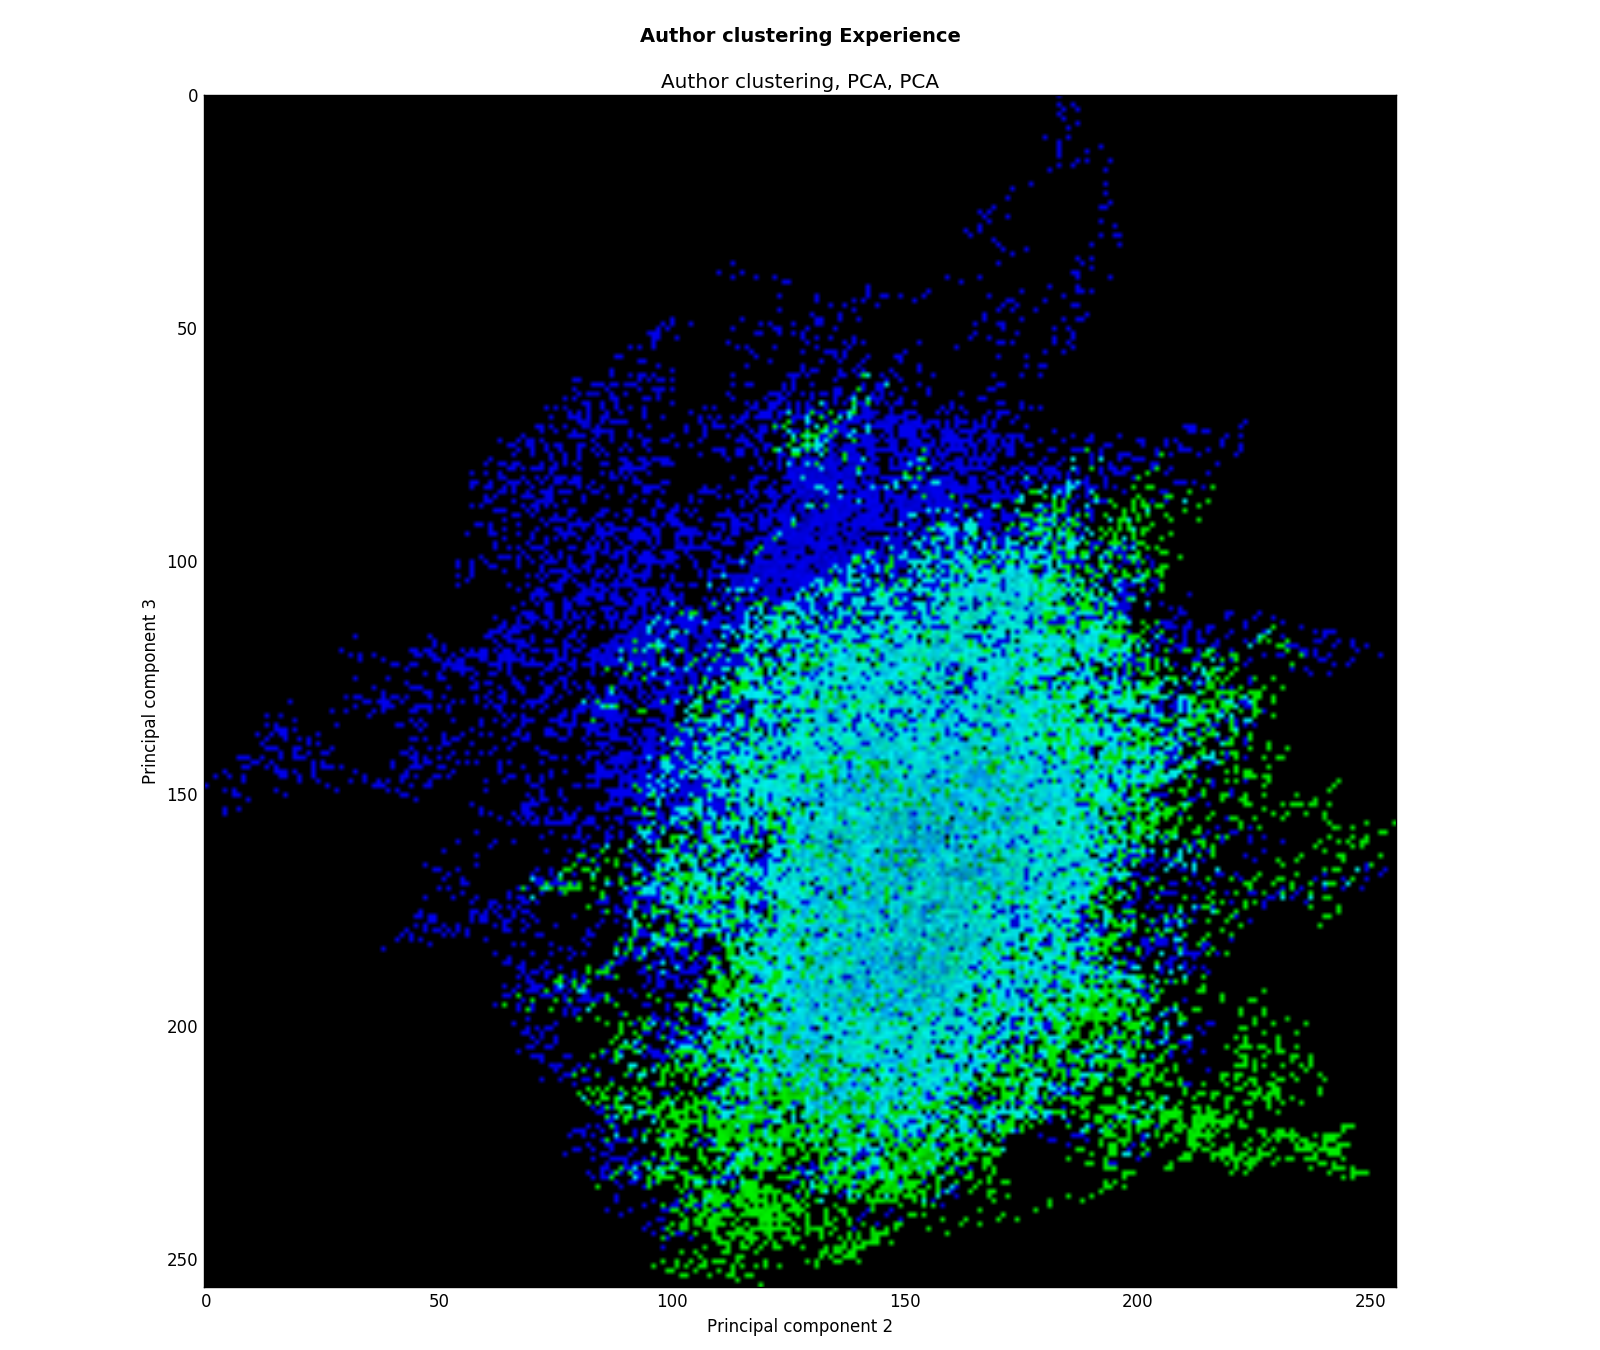 Author clustering Experience
Author clustering, PCA, PCA
0
50
100
150
200
250
Principal component 3
0 50 100 150 200 250
Principal component 2